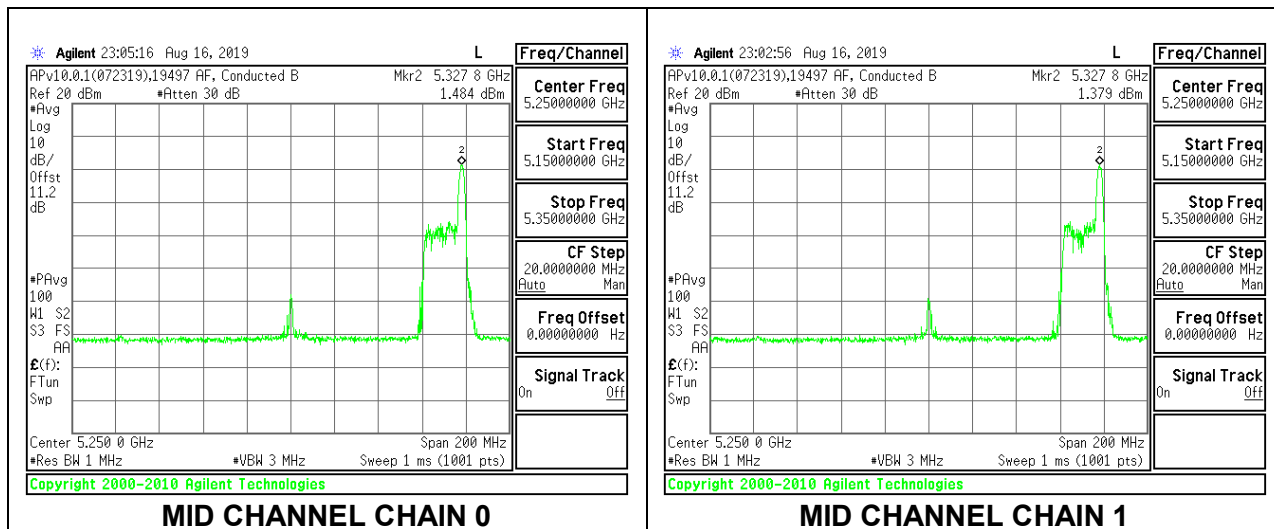 Agilent 23:05:16 Aug 16, 2019 L Freq/Channel
APv10.0.1(072319),19497 AF, Conducted B Mkr2 5.327 8 GHz
Ref 20 dBm #Atten 30 dB 1.484 dBm
#Avg
Log
10
dB/
Offst
11.2
dB
#PAvg
100
W1 S2
S3 FS
AA
£(f):
FTun
Swp
2
Center 5.250 0 GHz Span 200 MHz
#Res BW 1 MHz #VBW 3 MHz Sweep 1 ms (1001 pts)
Copyright 2000-2010 Agilent Technologies
Center Freq
5.25000000 GHz
Start Freq
5.15000000 GHz
Stop Freq
5.35000000 GHz
CF Step
20.0000000 MHz
Auto Man
Freq Offset
0.00000000 Hz
Signal Track
On Off
MID CHANNEL CHAIN 0
Agilent 23:02:56 Aug 16, 2019 L Freq/Channel
APv10.0.1(072319),19497 AF, Conducted B Mkr2 5.327 8 GHz
Ref 20 dBm #Atten 30 dB 1.379 dBm
#Avg
Log
10
dB/
Offst
11.2
dB
#PAvg
100
W1 S2
S3 FS
AA
£(f):
FTun
Swp
2
Center 5.250 0 GHz Span 200 MHz
#Res BW 1 MHz #VBW 3 MHz Sweep 1 ms (1001 pts)
Copyright 2000-2010 Agilent Technologies
Center Freq
5.25000000 GHz
Start Freq
5.15000000 GHz
Stop Freq
5.35000000 GHz
CF Step
20.0000000 MHz
Auto Man
Freq Offset
0.00000000 Hz
Signal Track
On Off
MID CHANNEL CHAIN 1